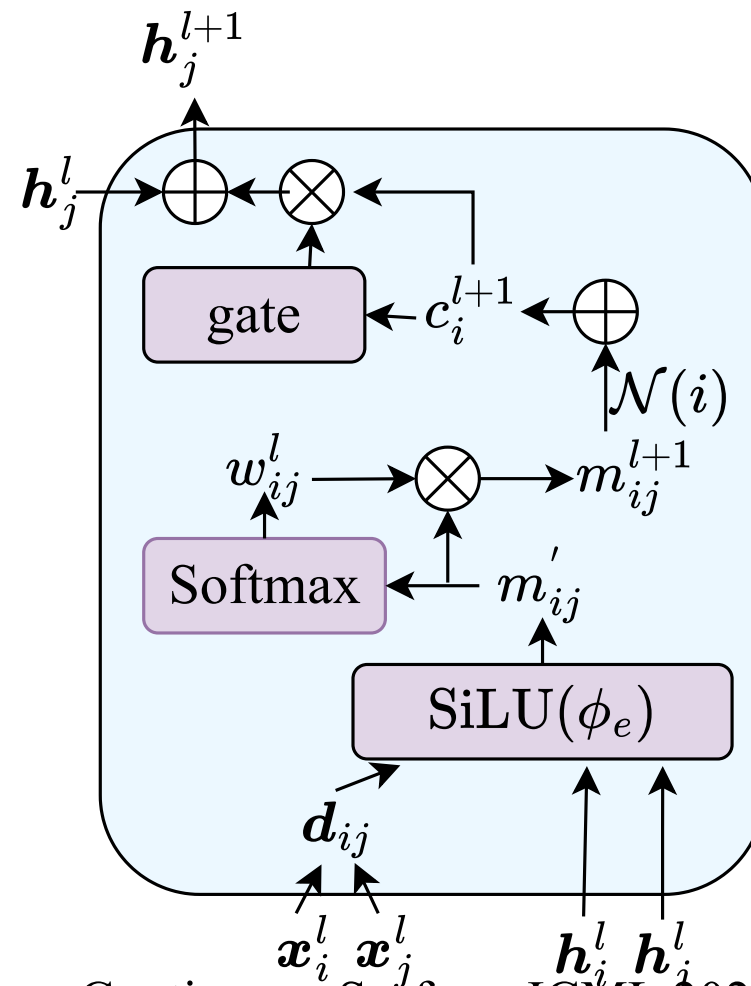 h_j^{l+1}
h_j^l
gate c_i^{l+1}
N(i)
w_{ij}^l m_{ij}^{l+1}
Softmax m_{ij}^'
SiLU(ϕ_e)
d_{ij}
x_i^l x_j^l h_i^l h_j^l